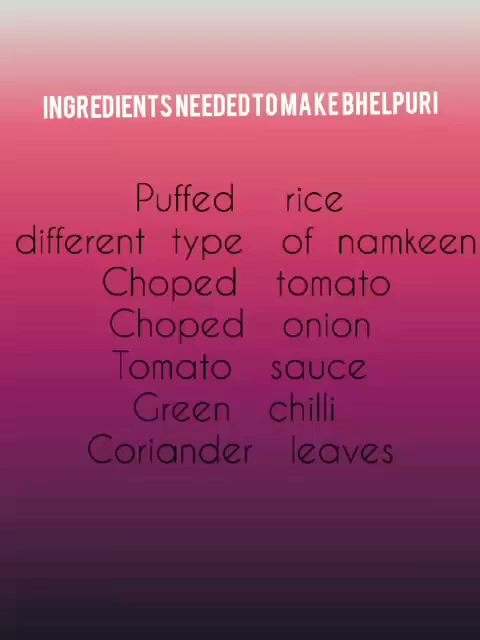 INGREDIENTS NEEDED TO MAKE BHELPURI
Puffed rice
different type of namkeen
Choped tomato
Choped onion
Tomato sauce
Green chilli
Coriander leaves